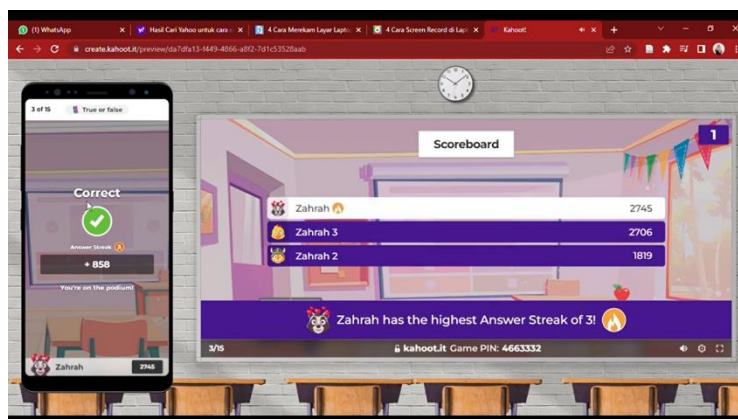 (1) WhatsApp
Hasil Cari Yahoo untuk cara
4 Cara Merekam Layar Lapto
4 Cara Screen Record di Lap
Kahoot!
create.kahoot.it/preview/da7dfa13-f449-4866-a8f2-7d1c53528aab
3 of 15
True or false
Correct
Answer Streak
+ 858
You're on the podium!
Zahrah
2745
1
Scoreboard
Zahrah 2745
Zahrah 3 2706
Zahrah 2 1819
Zahrah has the highest Answer Streak of 3!
3/15
kahoot.it Game PIN: 4663332